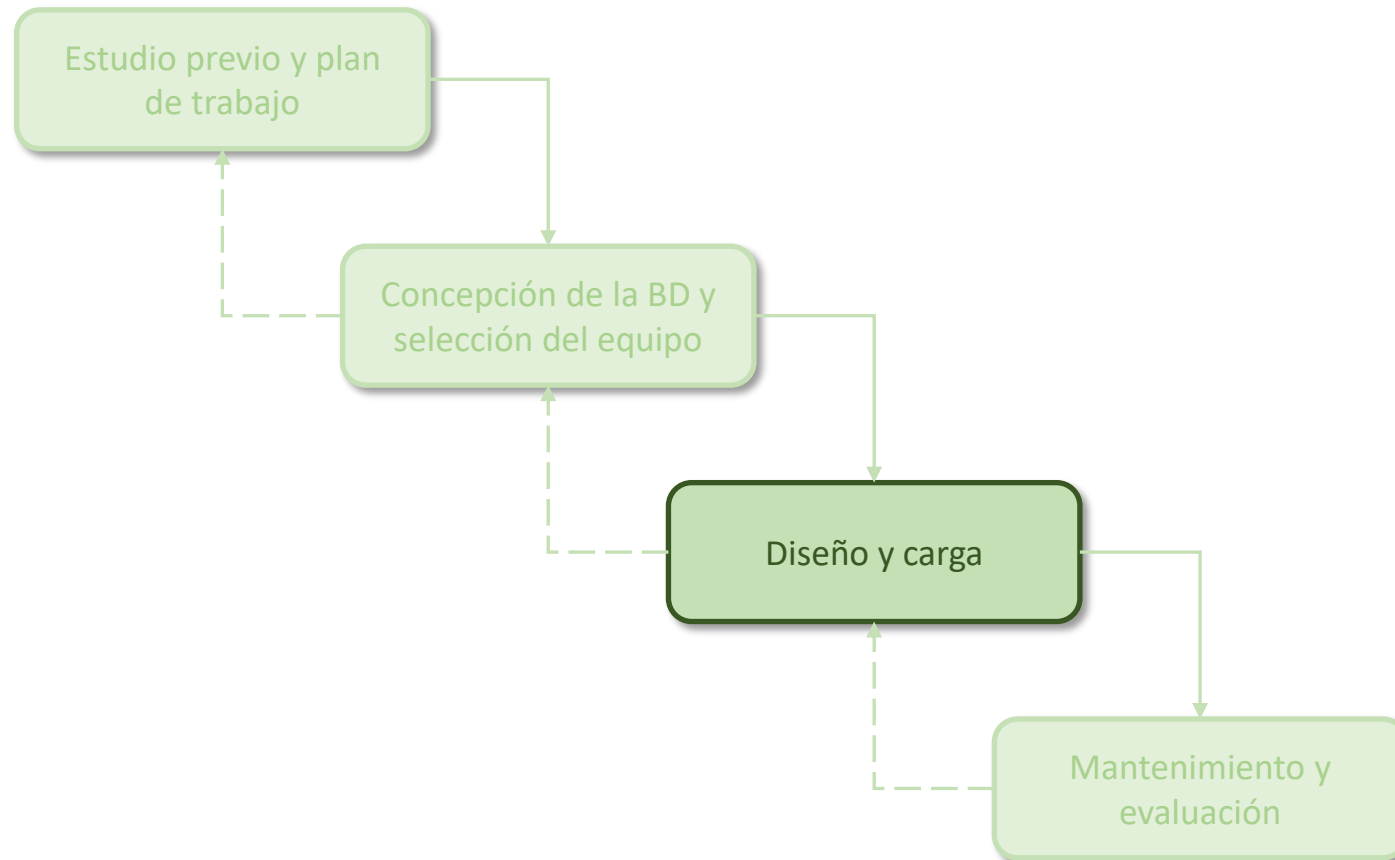 Estudio previo y plan
de trabajo
Concepción de la BD y
selección del equipo
Diseño y carga
Mantenimiento y
evaluación